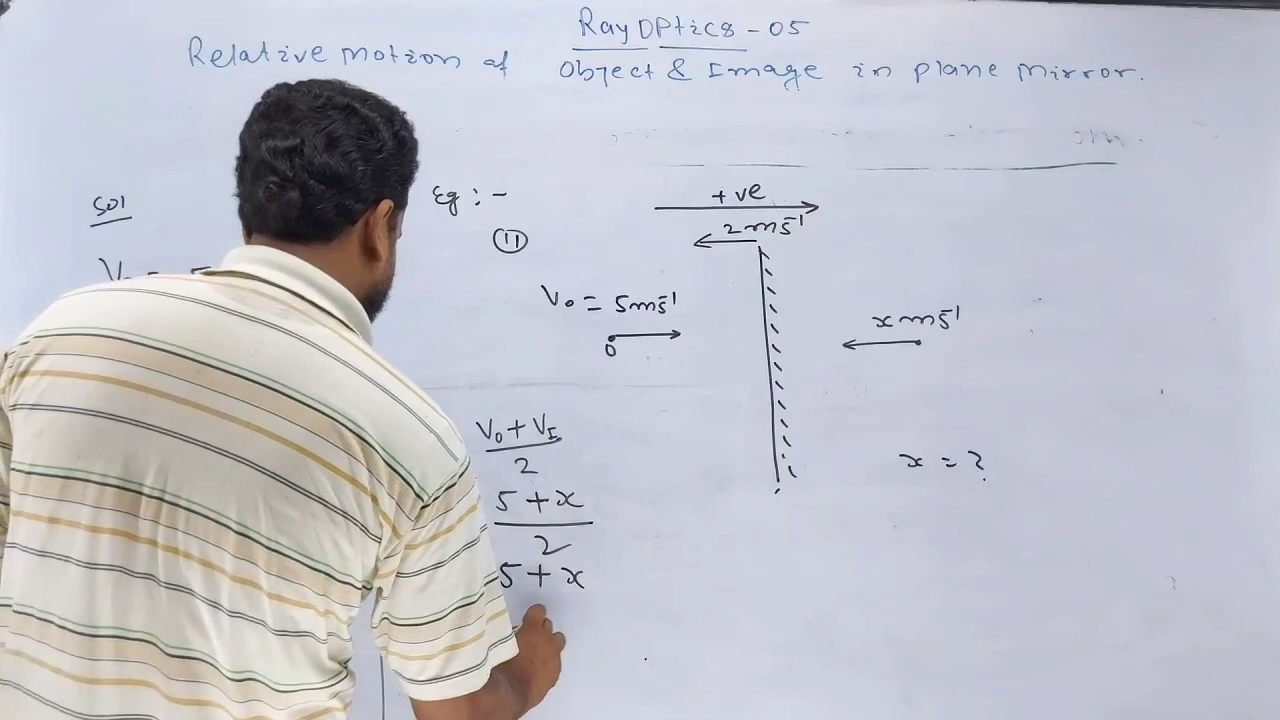 Ray Optics - 05
Relative motion of Object & Image in plane mirror.
Sol
Eg :-
+ve
(11)
2 ms⁻¹
V₀ = 5ms⁻¹
O
x ms⁻¹
V₀ + V_I
2
x = ?
5 + x
2
5 + x